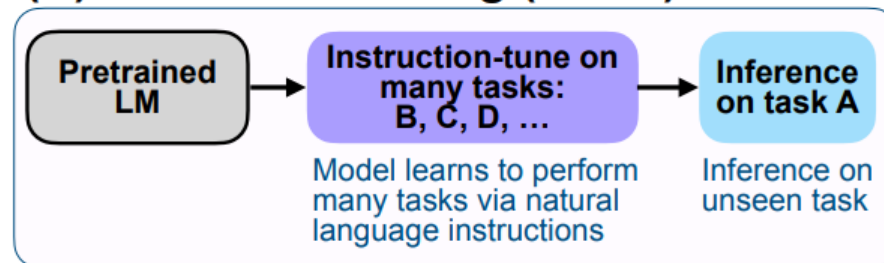 Pretrained
LM
Instruction-tune on
many tasks:
B, C, D, …
Inference
on task A
Model learns to perform
many tasks via natural
language instructions
Inference on
unseen task